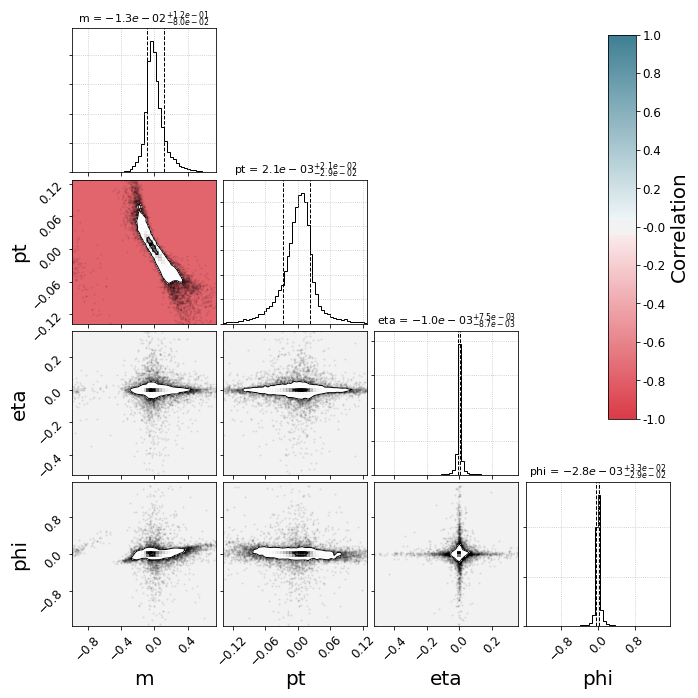 m = −1.3e − 02 +1.2e−01 −8.0e−02
1.0
0.8
0.6
0.4
0.2
-0.0
-0.2
-0.4
-0.6
-0.8
-1.0
Correlation
pt = 2.1e − 03 +2.1e−02 −2.9e−02
pt
0.12
0.06
0.00
−0.06
−0.12
eta = −1.0e − 03 +7.5e−03 −8.7e−03
eta
0.2
0.0
−0.2
−0.4
phi = −2.8e − 03 +3.3e−02 −2.9e−02
phi
0.8
0.0
−0.8
−0.8 −0.4 0.0 0.4
−0.12 −0.06 0.00 0.06 0.12
−0.4 −0.2 0.0 0.2
−0.8 0.0 0.8
m pt eta phi